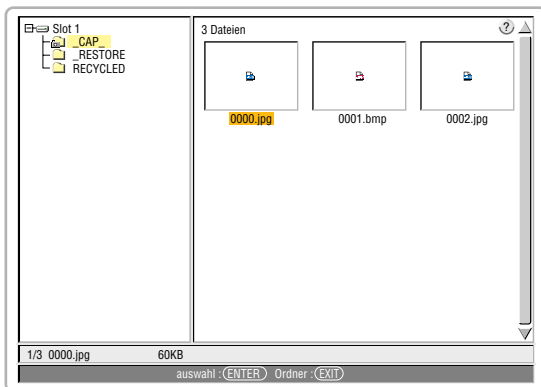 Slot 1
_CAP_
_RESTORE
RECYCLED
3 Dateien
?
0000.jpg 0001.bmp 0002.jpg
1/3 0000.jpg 60KB
auswahl :(ENTER) Ordner :(EXIT)